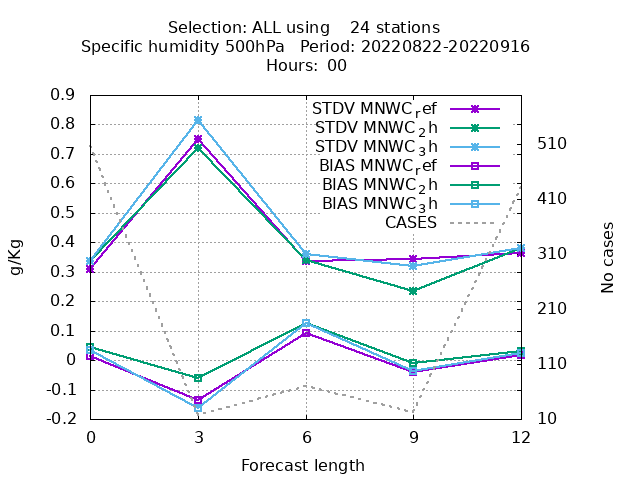 Selection: ALL using    24 stations
Specific humidity 500hPa   Period: 20220822-20220916
Hours: 00
STDV MNWCref
STDV MNWC2h
STDV MNWC3h
BIAS MNWCref
BIAS MNWC2h
BIAS MNWC3h
CASES
g/Kg
0.9
0.8
0.7
0.6
0.5
0.4
0.3
0.2
0.1
0
-0.1
-0.2
No cases
510
410
310
210
110
10
0 3 6 9 12
Forecast length